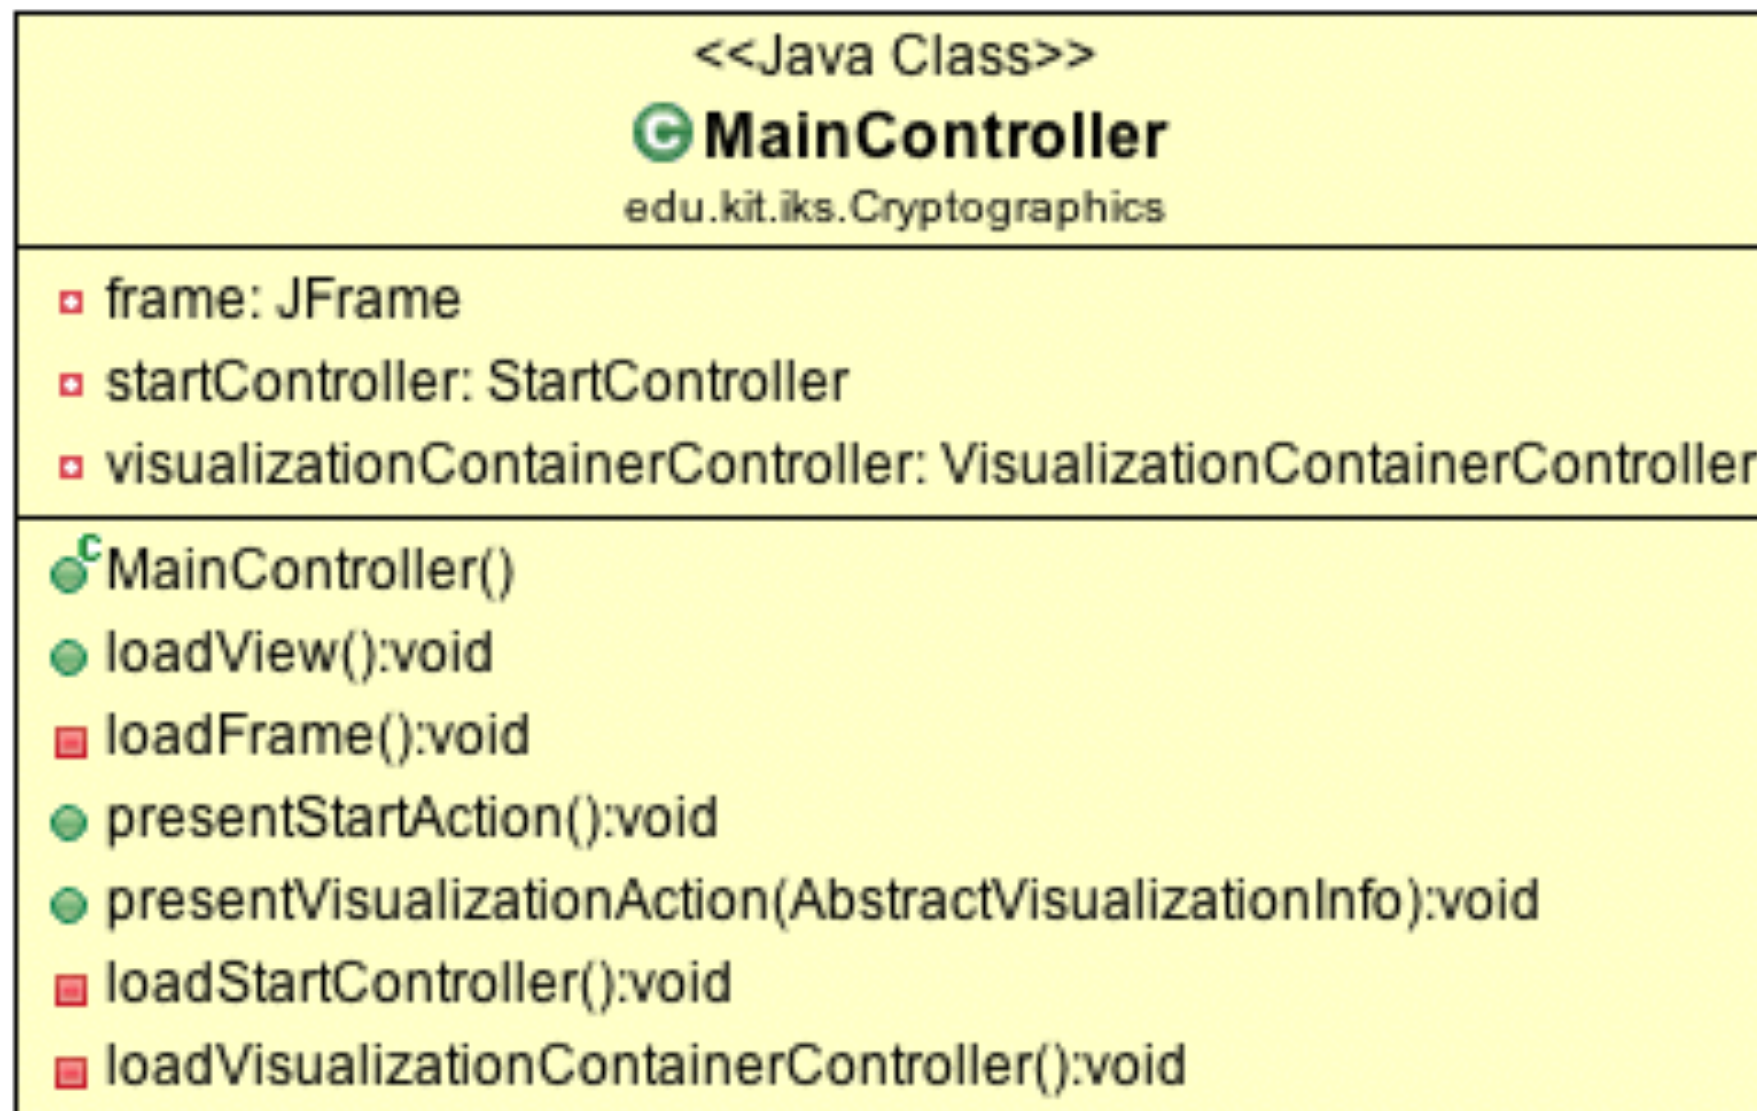 <<Java Class>>
C MainController
edu.kit.iks.Cryptographics
frame: JFrame
startController: StartController
visualizationContainerController: VisualizationContainerController
C MainController()
loadView():void
loadFrame():void
presentStartAction():void
presentVisualizationAction(AbstractVisualizationInfo):void
loadStartController():void
loadVisualizationContainerController():void